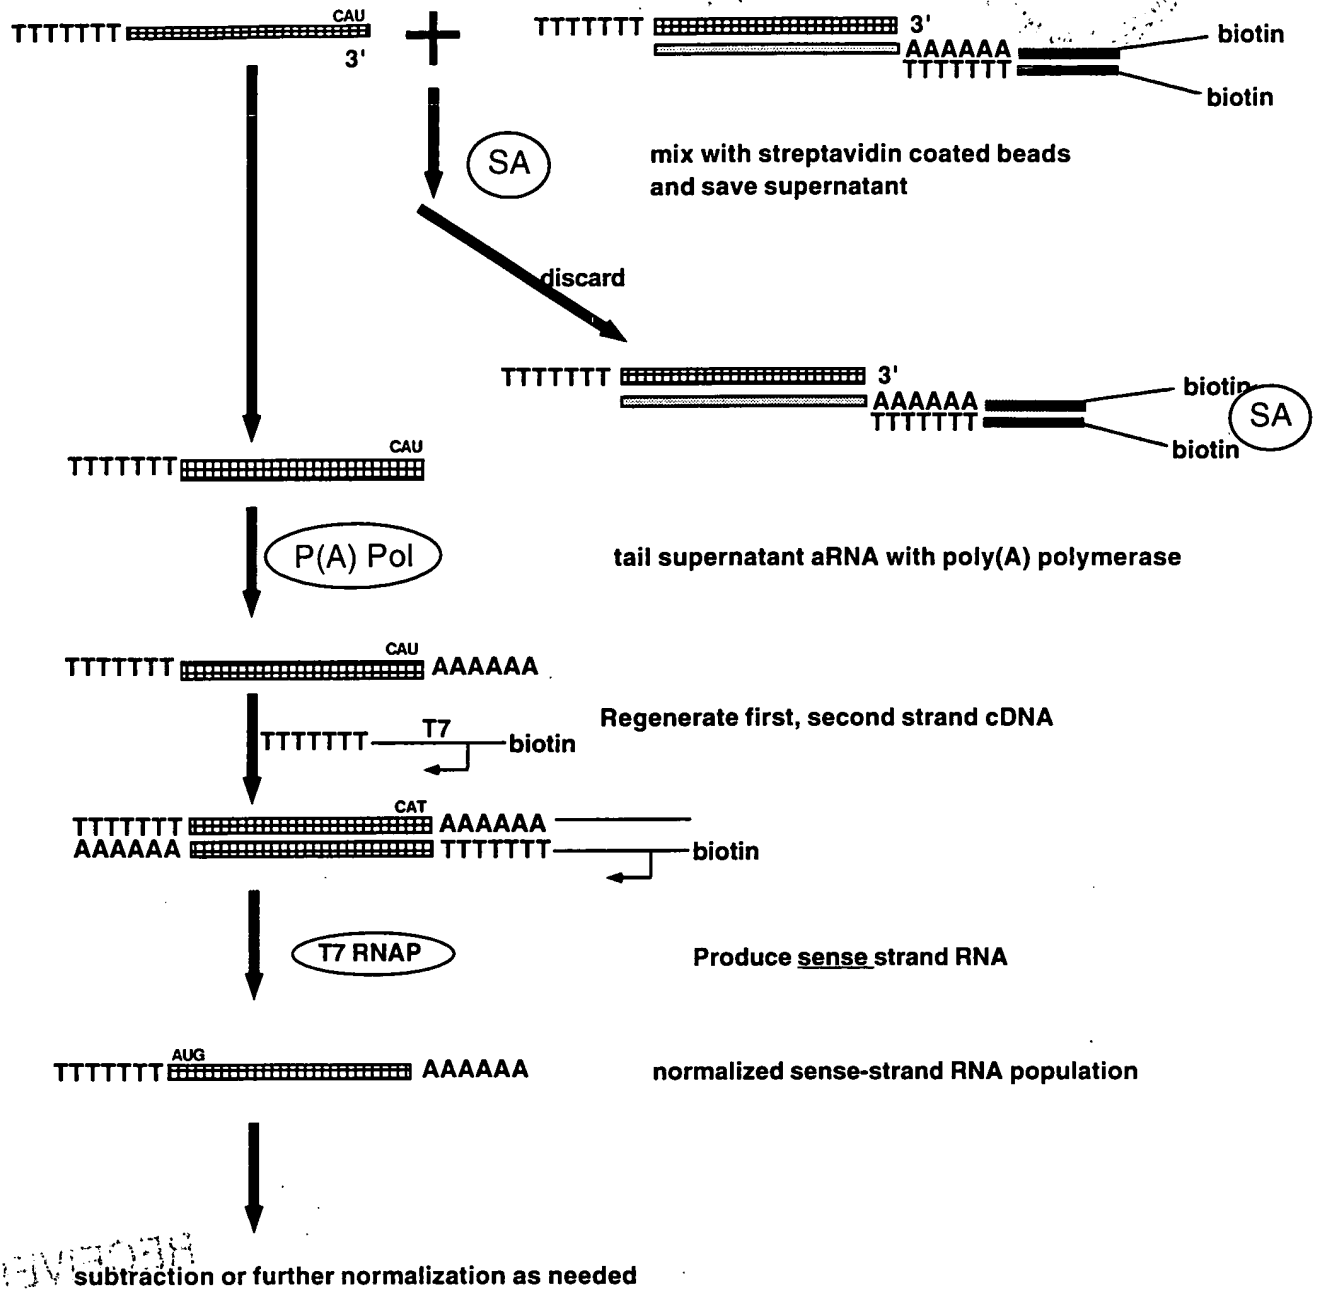 CAU
TTTTTTT
3'
TTTTTTT
3'
AAAAAA
TTTTTTT
biotin
biotin
SA
mix with streptavidin coated beads
and save supernatant
discard
TTTTTTT
3'
AAAAAA
TTTTTTT
biotin
biotin
SA
CAU
TTTTTTT
P(A) Pol
tail supernatant aRNA with poly(A) polymerase
CAU
TTTTTTT
AAAAAA
Regenerate first, second strand cDNA
TTTTTTT
T7
biotin
CAT
TTTTTTT
AAAAAA
AAAAAA
TTTTTTT
biotin
T7 RNAP
Produce sense strand RNA
AUG
TTTTTTT
AAAAAA
normalized sense-strand RNA population
subtraction or further normalization as needed